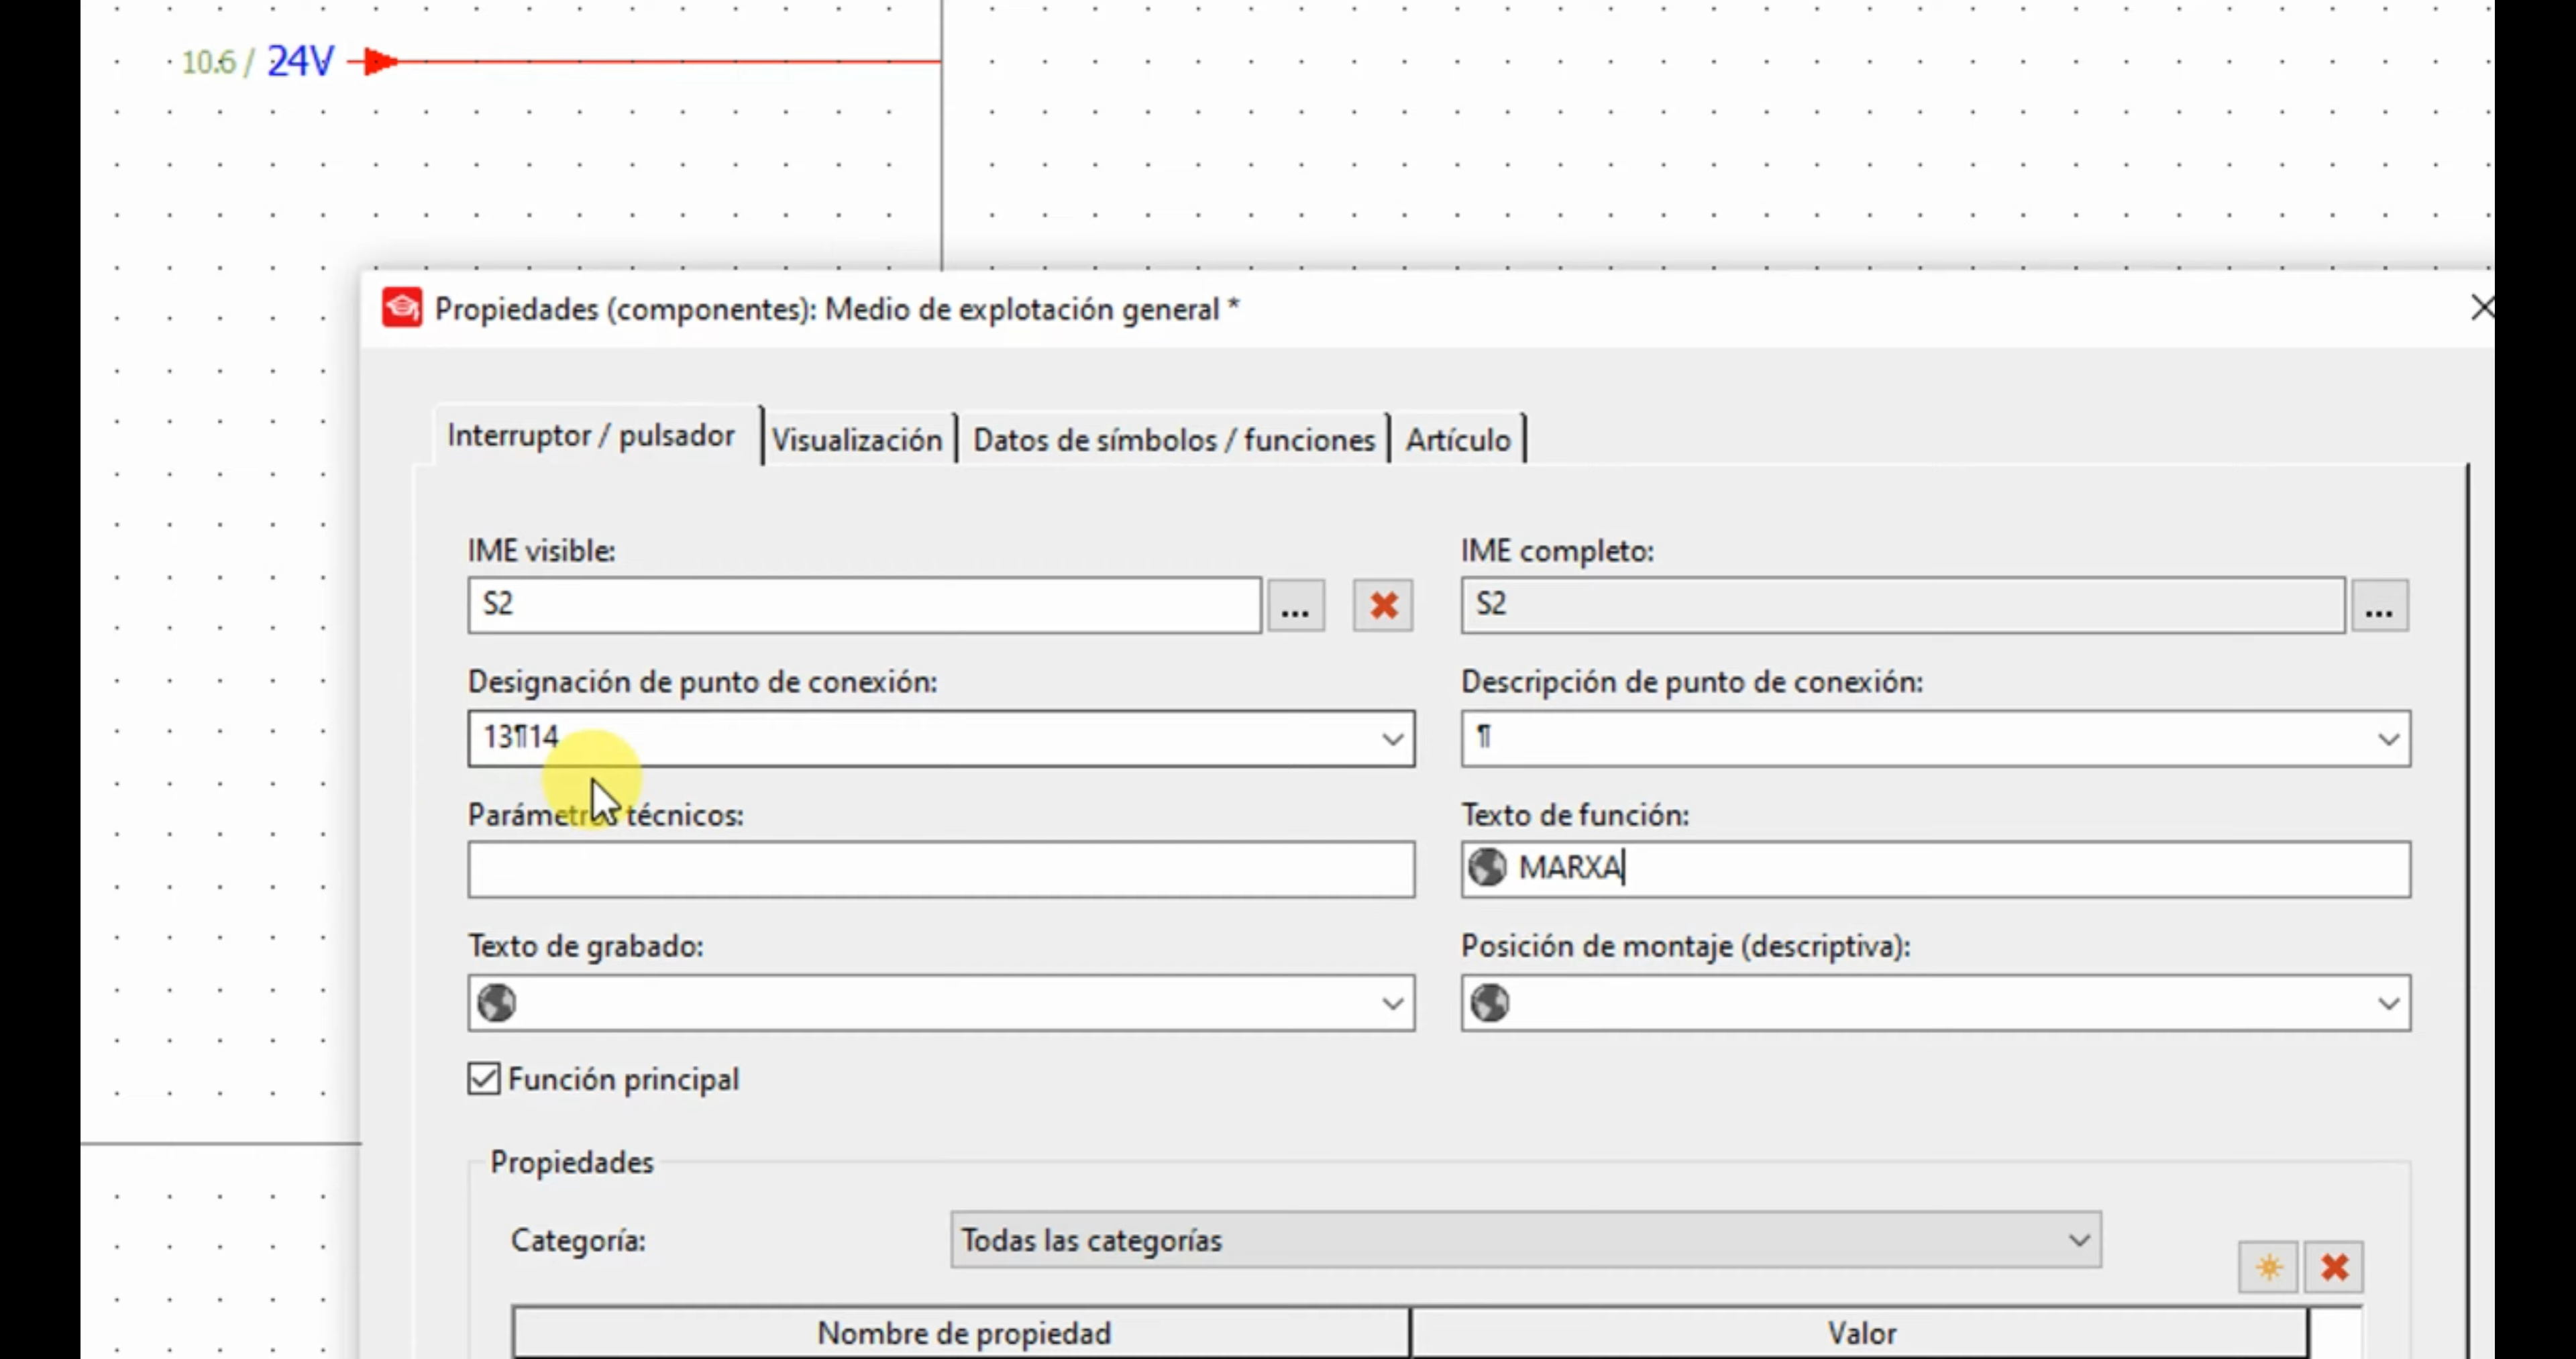 10.6 / 24V
Propiedades (componentes): Medio de explotación general *
Interruptor / pulsador Visualización Datos de símbolos / funciones Artículo
IME visible: IME completo:
S2 ... S2 ...
Designación de punto de conexión: Descripción de punto de conexión:
13¶14 ¶
Parámetros técnicos: Texto de función:
MARXA
Texto de grabado: Posición de montaje (descriptiva):
Función principal
Propiedades
Categoría: Todas las categorías
Nombre de propiedad Valor